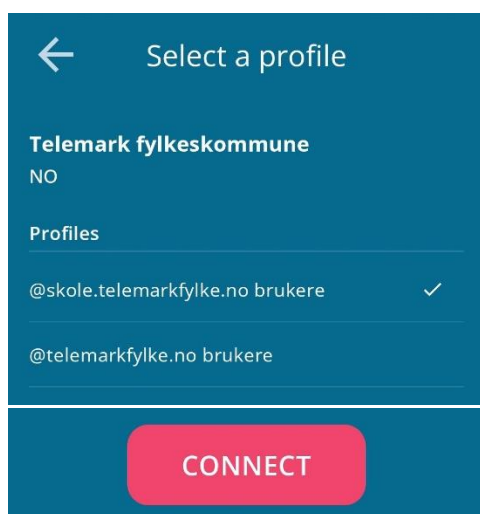 Select a profile
Telemark fylkeskommune
NO
Profiles
@skole.telemarkfylke.no brukere
@telemarkfylke.no brukere
CONNECT